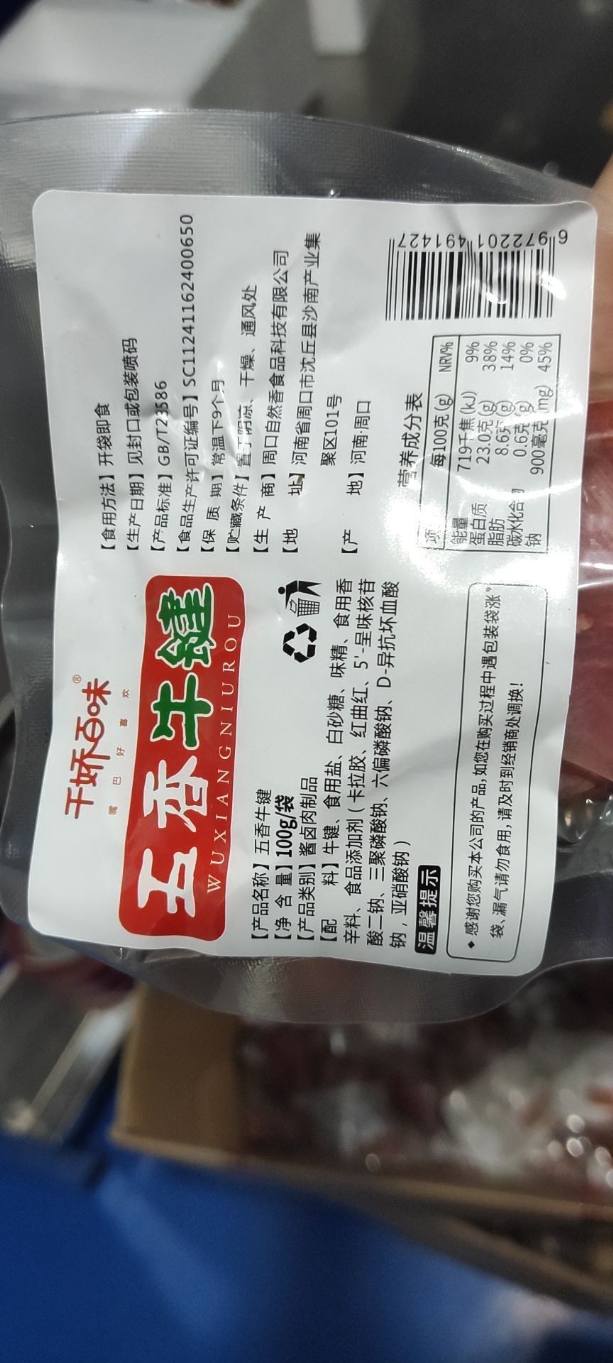 千娇百味®
嘴巴好喜欢
五香牛键
WUXIANGNIUROU
【产品名称】五香牛键
【净 含 量】100g/袋
【产品类别】酱卤肉制品
【配    料】牛键、食用盐、白砂糖、味精、食用香
辛料、食品添加剂（卡拉胶、红曲红、5'-呈味核苷
酸二钠、三聚磷酸钠、六偏磷酸钠、D-异抗坏血酸
钠、亚硝酸钠）
温馨提示
◆ 感谢您购买本公司的产品,如您在购买过程中遇包装袋涨
袋、漏气请勿食用,请及时到经销商处调换!
【食用方法】开袋即食
【生产日期】见封口或包装喷码
【产品标准】GB/T23586
【食品生产许可证编号】SC11241162400650
【保 质 期】常温下9个月
【贮藏条件】置于阴凉、干燥、通风处
【生 产 商】周口自然香食品科技有限公司
【地    址】河南省周口市沈丘县沙南产业集
聚区101号
【产    地】河南周口
营养成分表
项 每100克(g) NRV%
能量 719千焦(kJ) 9%
蛋白质 23.0克(g) 38%
脂肪 8.6克(g) 14%
碳水化合物 0.6克(g) 0%
钠 900毫克(mg) 45%
6 972201 491427